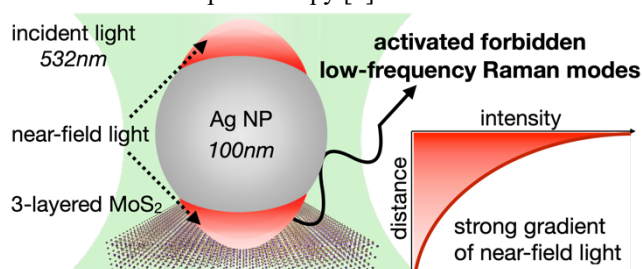 incident light
532nm
near-field light
3-layered MoS₂
Ag NP
100nm
activated forbidden
low-frequency Raman modes
intensity
distance
strong gradient
of near-field light